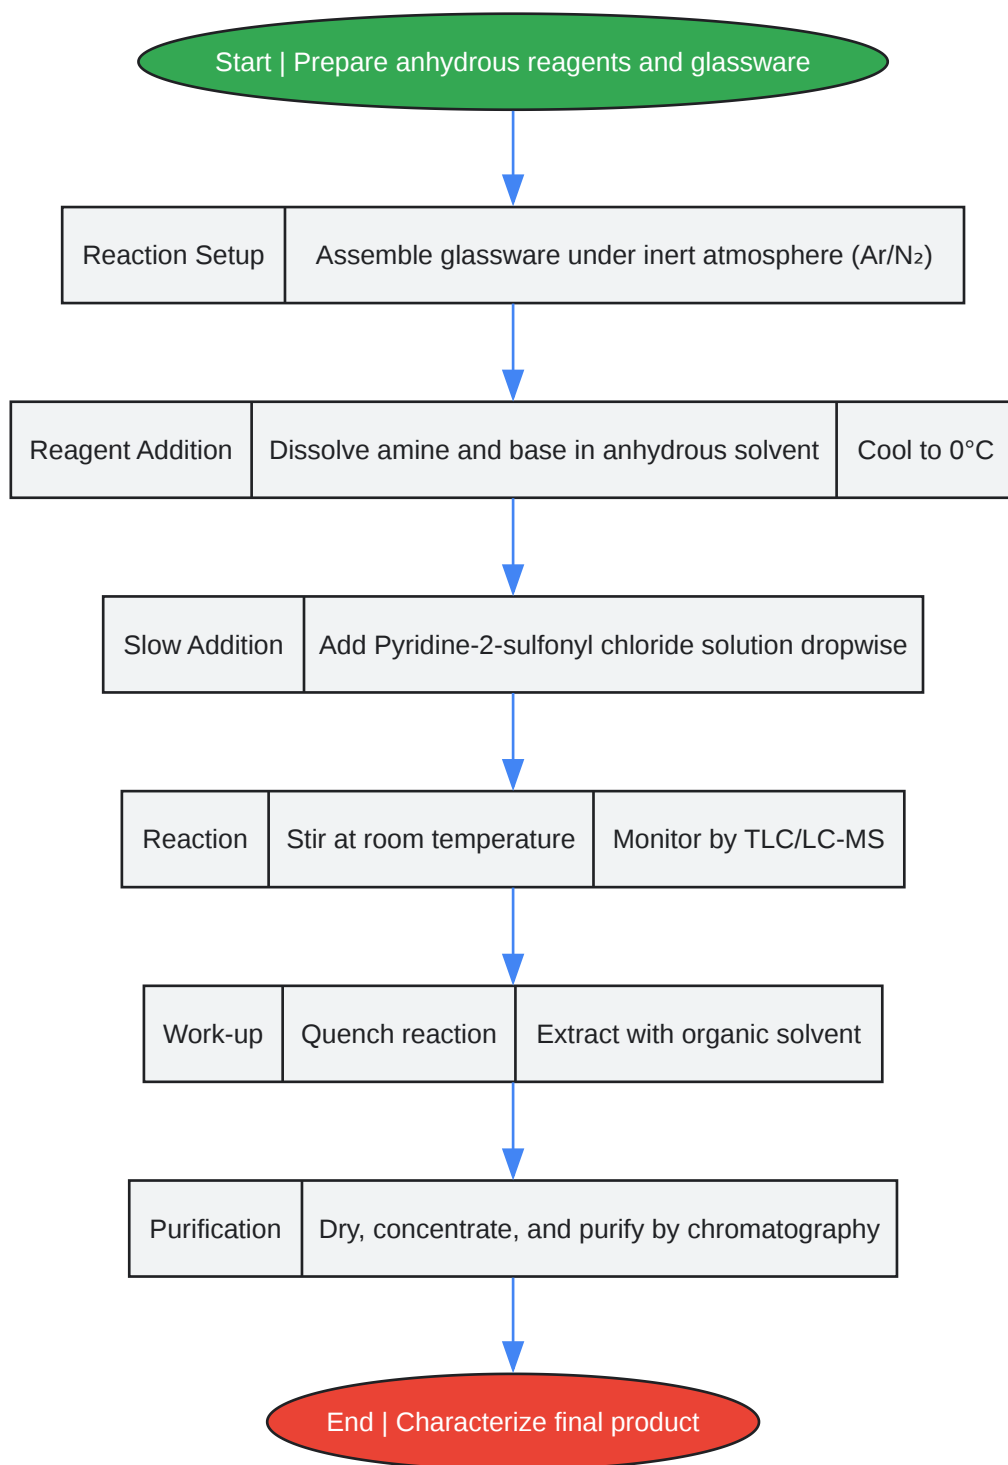 Start | Prepare anhydrous reagents and glassware
Reaction Setup
Assemble glassware under inert atmosphere (Ar/N₂)
Reagent Addition
Dissolve amine and base in anhydrous solvent
Cool to 0°C
Slow Addition
Add Pyridine-2-sulfonyl chloride solution dropwise
Reaction
Stir at room temperature
Monitor by TLC/LC-MS
Work-up
Quench reaction
Extract with organic solvent
Purification
Dry, concentrate, and purify by chromatography
End | Characterize final product